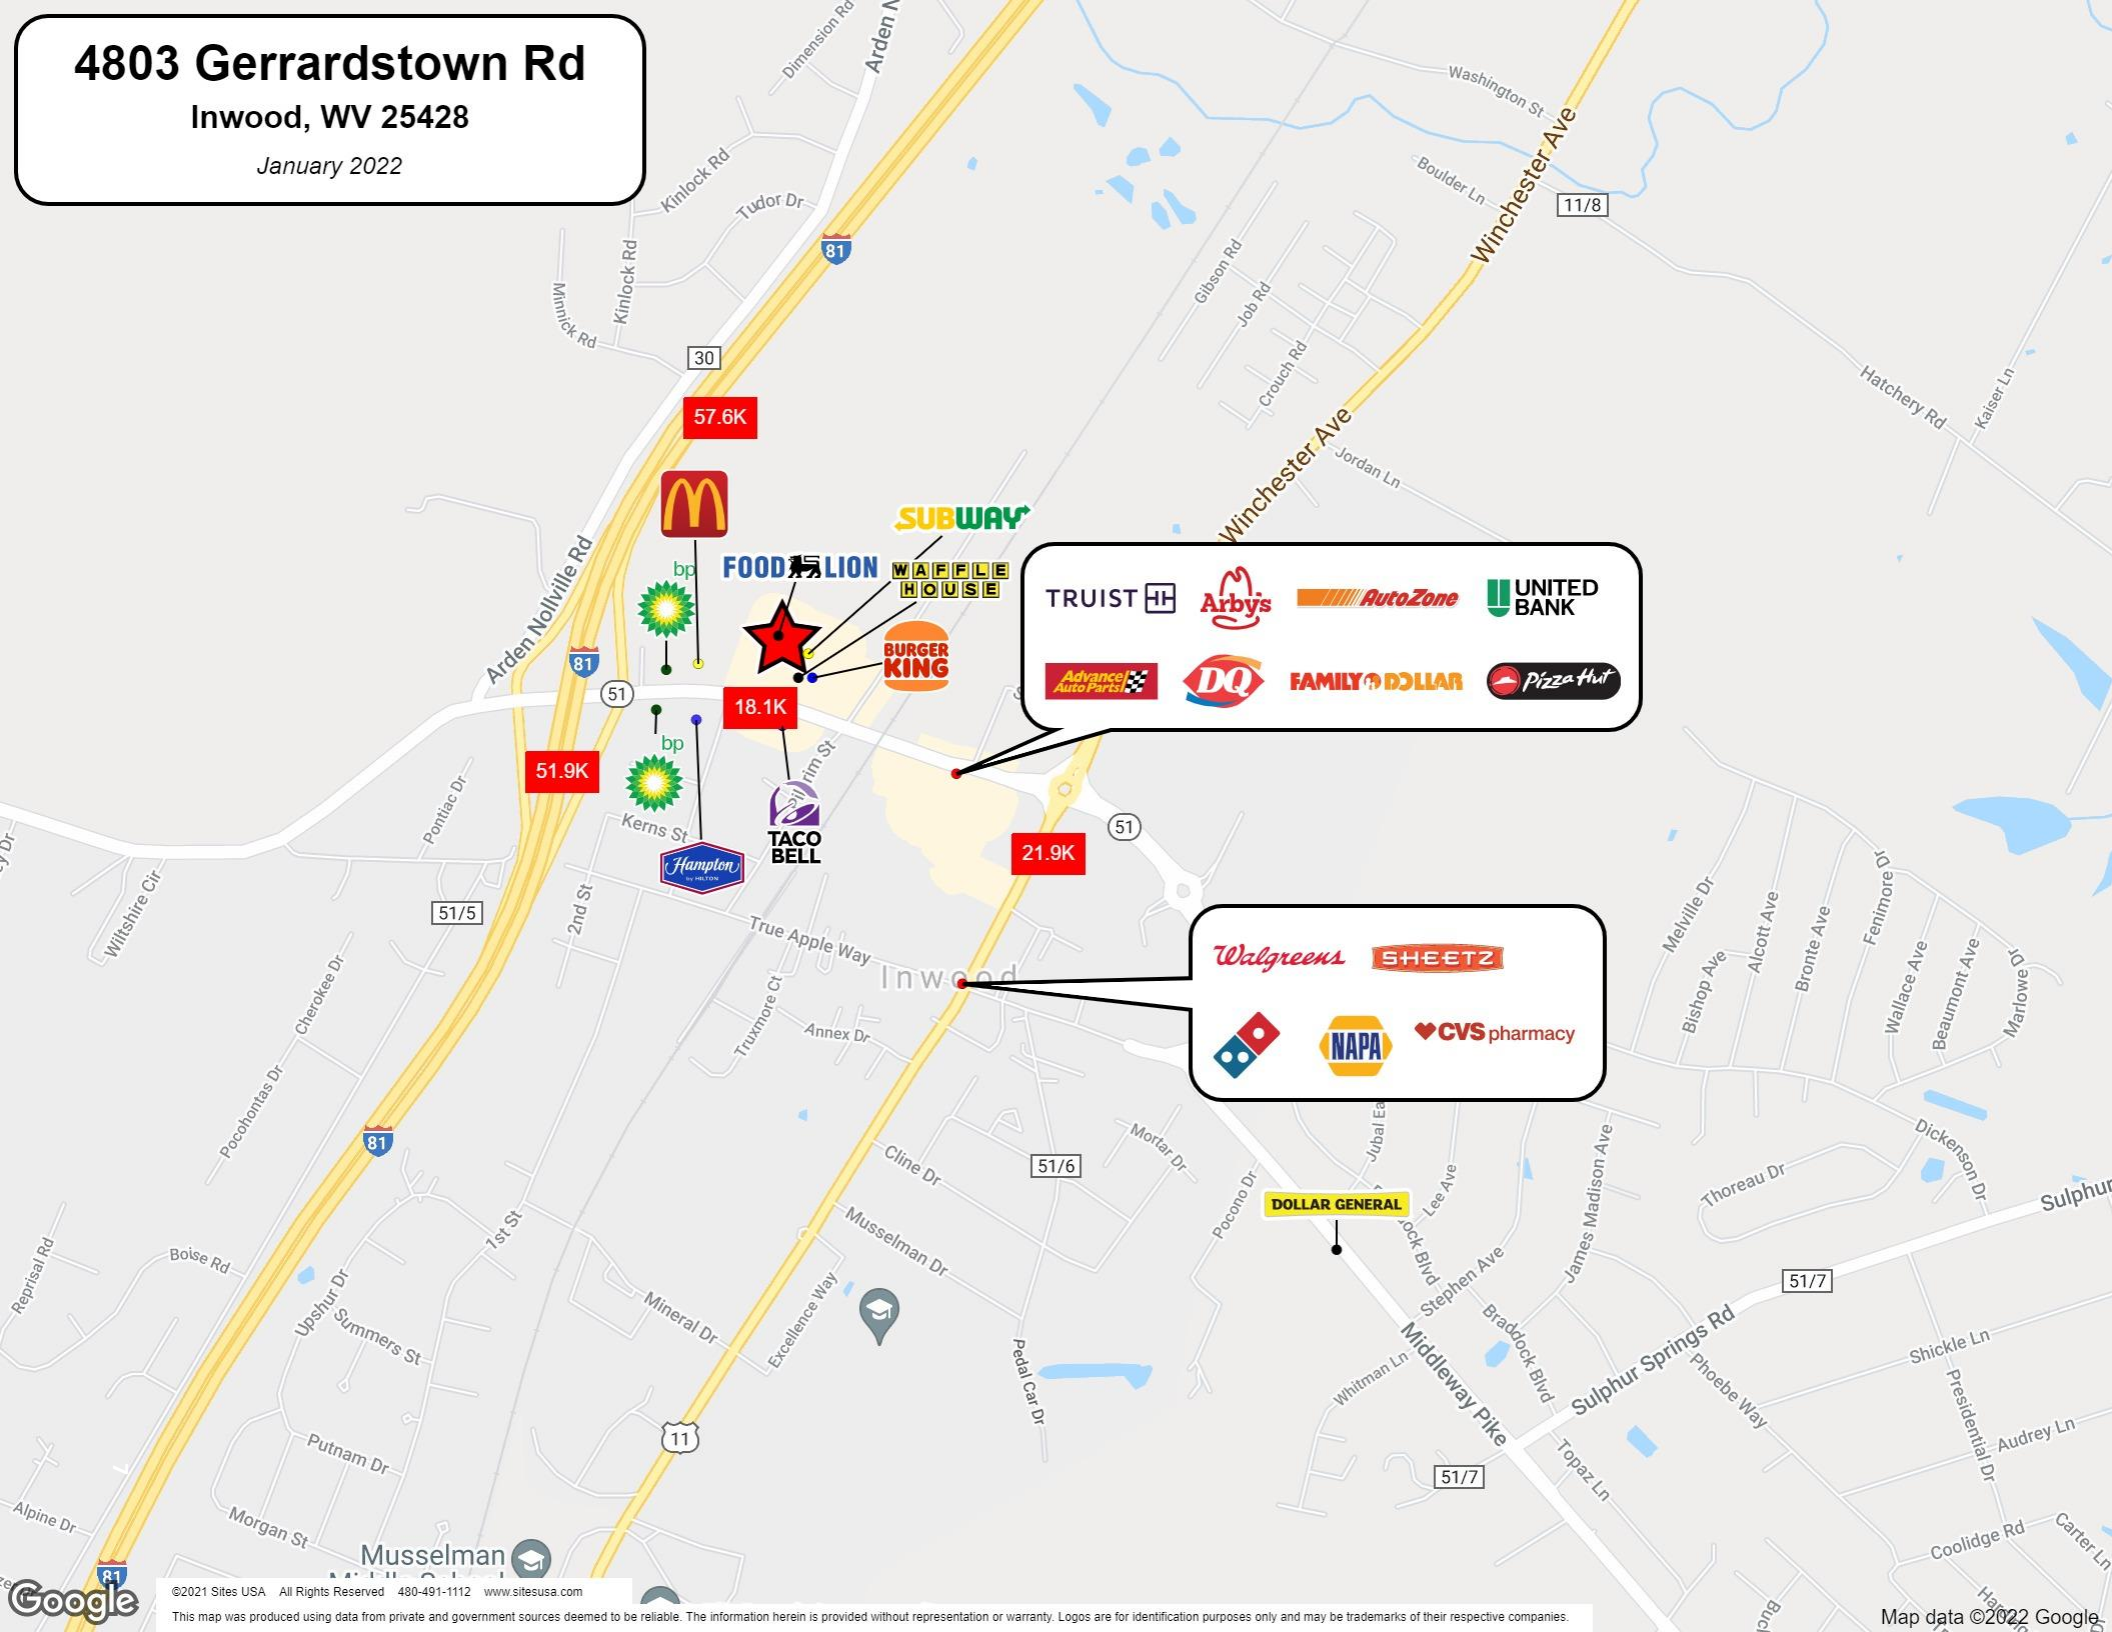 4803 Gerrardstown Rd
Inwood, WV 25428
January 2022
Dimension Rd
Arden N
Washington St
Winchester Ave
Boulder Ln
11/8
Kinlock Rd
Tudor Dr
81
Kinlock Rd
Minnick Rd
Gibson Rd
Job Rd
Crouch Rd
30
Hatchery Rd
Kaiser Ln
57.6K
Winchester Ave
Jordan Ln
SUBWAY
bp
FOOD LION
WAFFLE
HOUSE
Arden Nollville Rd
TRUIST
Arby's
AutoZone
UNITED
BANK
BURGER
KING
81
51
Advance
Auto Parts
DQ
FAMILY DOLLAR
Pizza Hut
18.1K
bp
51.9K
Pontiac Dr
Kerns St
TACO
BELL
51
21.9K
Hampton
by HILTON
Wiltshire Cir
51/5
2nd St
True Apple Way
Inwood
Walgreens
SHEETZ
Melville Dr
Bishop Ave
Alcott Ave
Bronte Ave
Fenimore Dr
Wallace Ave
Beaumont Ave
Marlowe Dr
Cherokee Dr
Truxmore Ct
Annex Dr
NAPA
CVS pharmacy
Pocohontas Dr
81
Cline Dr
Mortar Dr
51/6
Jubal Ea
Lee Ave
James Madison Ave
Dickenson Dr
Thoreau Dr
Sulphur
Pocono Dr
DOLLAR GENERAL
Reprisal Rd
Boise Rd
1st St
Musselman Dr
ock Blvd
Stephen Ave
51/7
Upshur Dr
Summers St
Mineral Dr
Excellence Way
Pedal Car Dr
Middleway Pike
Whitman Ln
Braddock Blvd
Sulphur Springs Rd
Phoebe Way
Shickle Ln
Presidential Dr
Audrey Ln
11
Putnam Dr
51/7
Topaz Ln
Alpine Dr
Morgan St
Coolidge Rd
Carter Ln
Musselman
Middle School
81
Google
©2021 Sites USA All Rights Reserved 480-491-1112 www.sitesusa.com
This map was produced using data from private and government sources deemed to be reliable. The information herein is provided without representation or warranty. Logos are for identification purposes only and may be trademarks of their respective companies.
Map data ©2022 Google